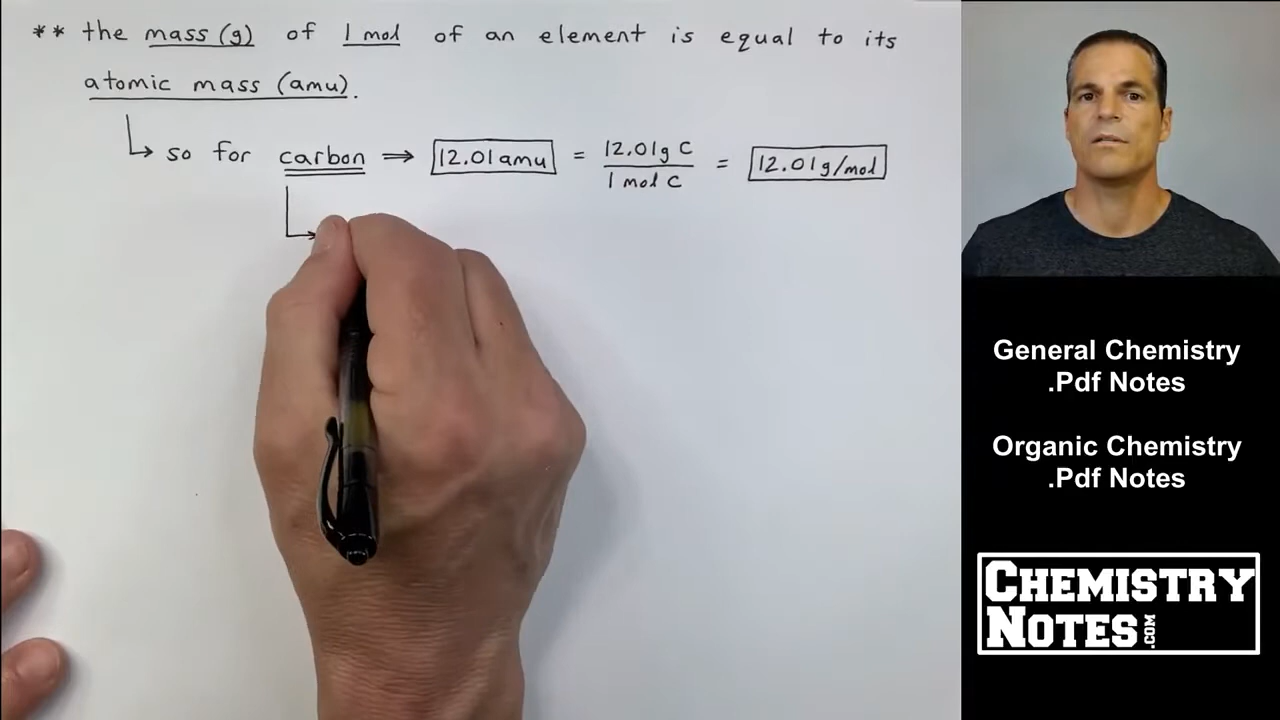 ** the mass (g) of 1 mol of an element is equal to its
atomic mass (amu).
so for carbon ⇒ 12.01 amu = 12.01g C / 1 mol C = 12.01 g/mol
General Chemistry
.Pdf Notes
Organic Chemistry
.Pdf Notes
CHEMISTRY
NOTES.COM